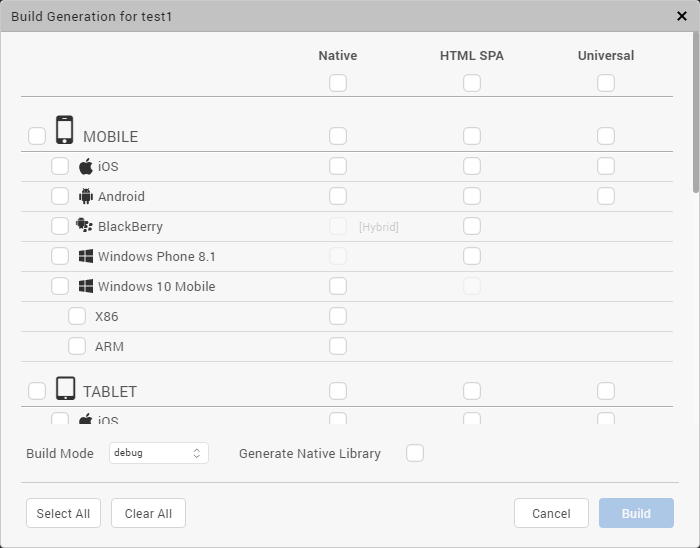 Build Generation for test1
Native HTML SPA Universal
MOBILE
iOS
Android
BlackBerry [Hybrid]
Windows Phone 8.1
Windows 10 Mobile
X86
ARM
TABLET
iOS
Build Mode debug Generate Native Library
Select All Clear All Cancel Build